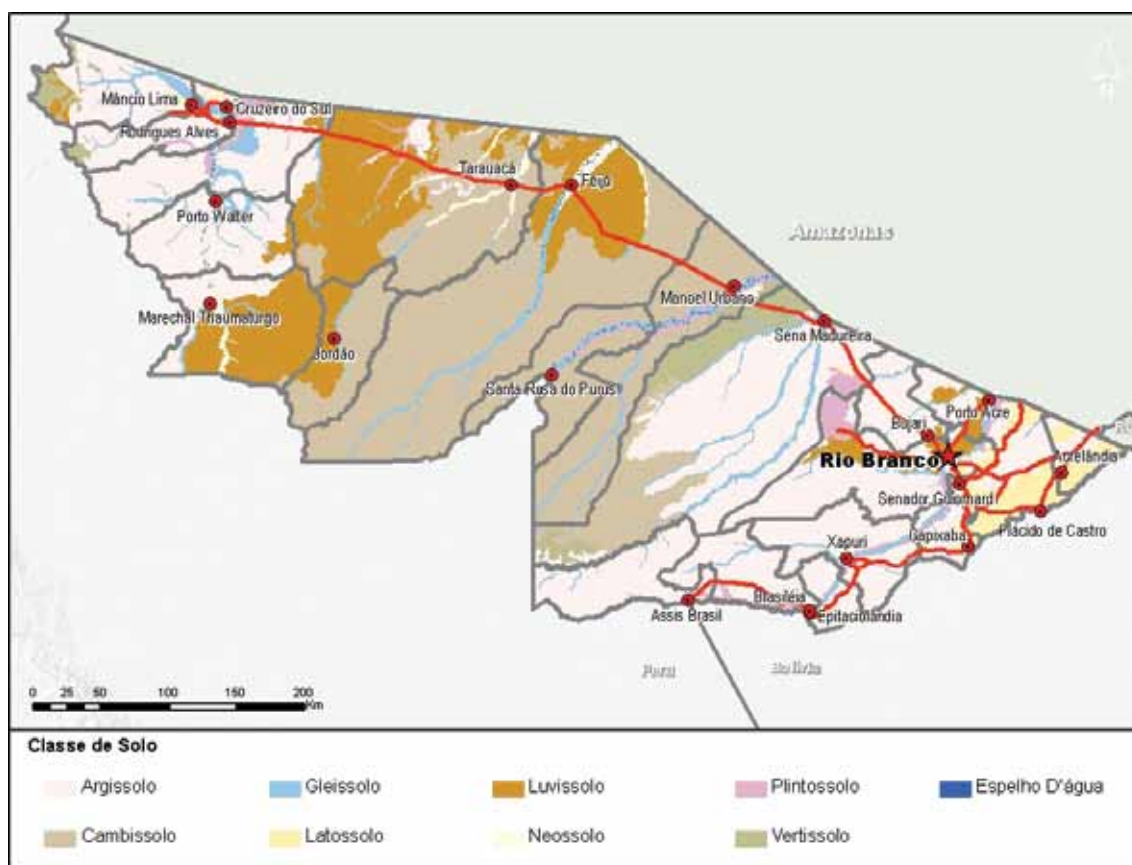 Mâncio Lima
Cruzeiro do Sul
Rodrigues Alves
Tarauacá
Feijó
Porto Walter
Amazonas
Manoel Urbano
Marechal Thaumaturgo
Sena Madureira
Jordão
Santa Rosa do Purus
Porto Acre
Bujari
Rio Branco
Acrelândia
Senador Guiomard
Plácido de Castro
Xapuri
Capixaba
Brasiléia
Assis Brasil
Epitaciolândia
Peru
Bolívia
0 25 50 100 150 200
Km
Classe de Solo
Argissolo
Gleissolo
Luvissolo
Plintossolo
Espelho D'água
Cambissolo
Latossolo
Neossolo
Vertissolo